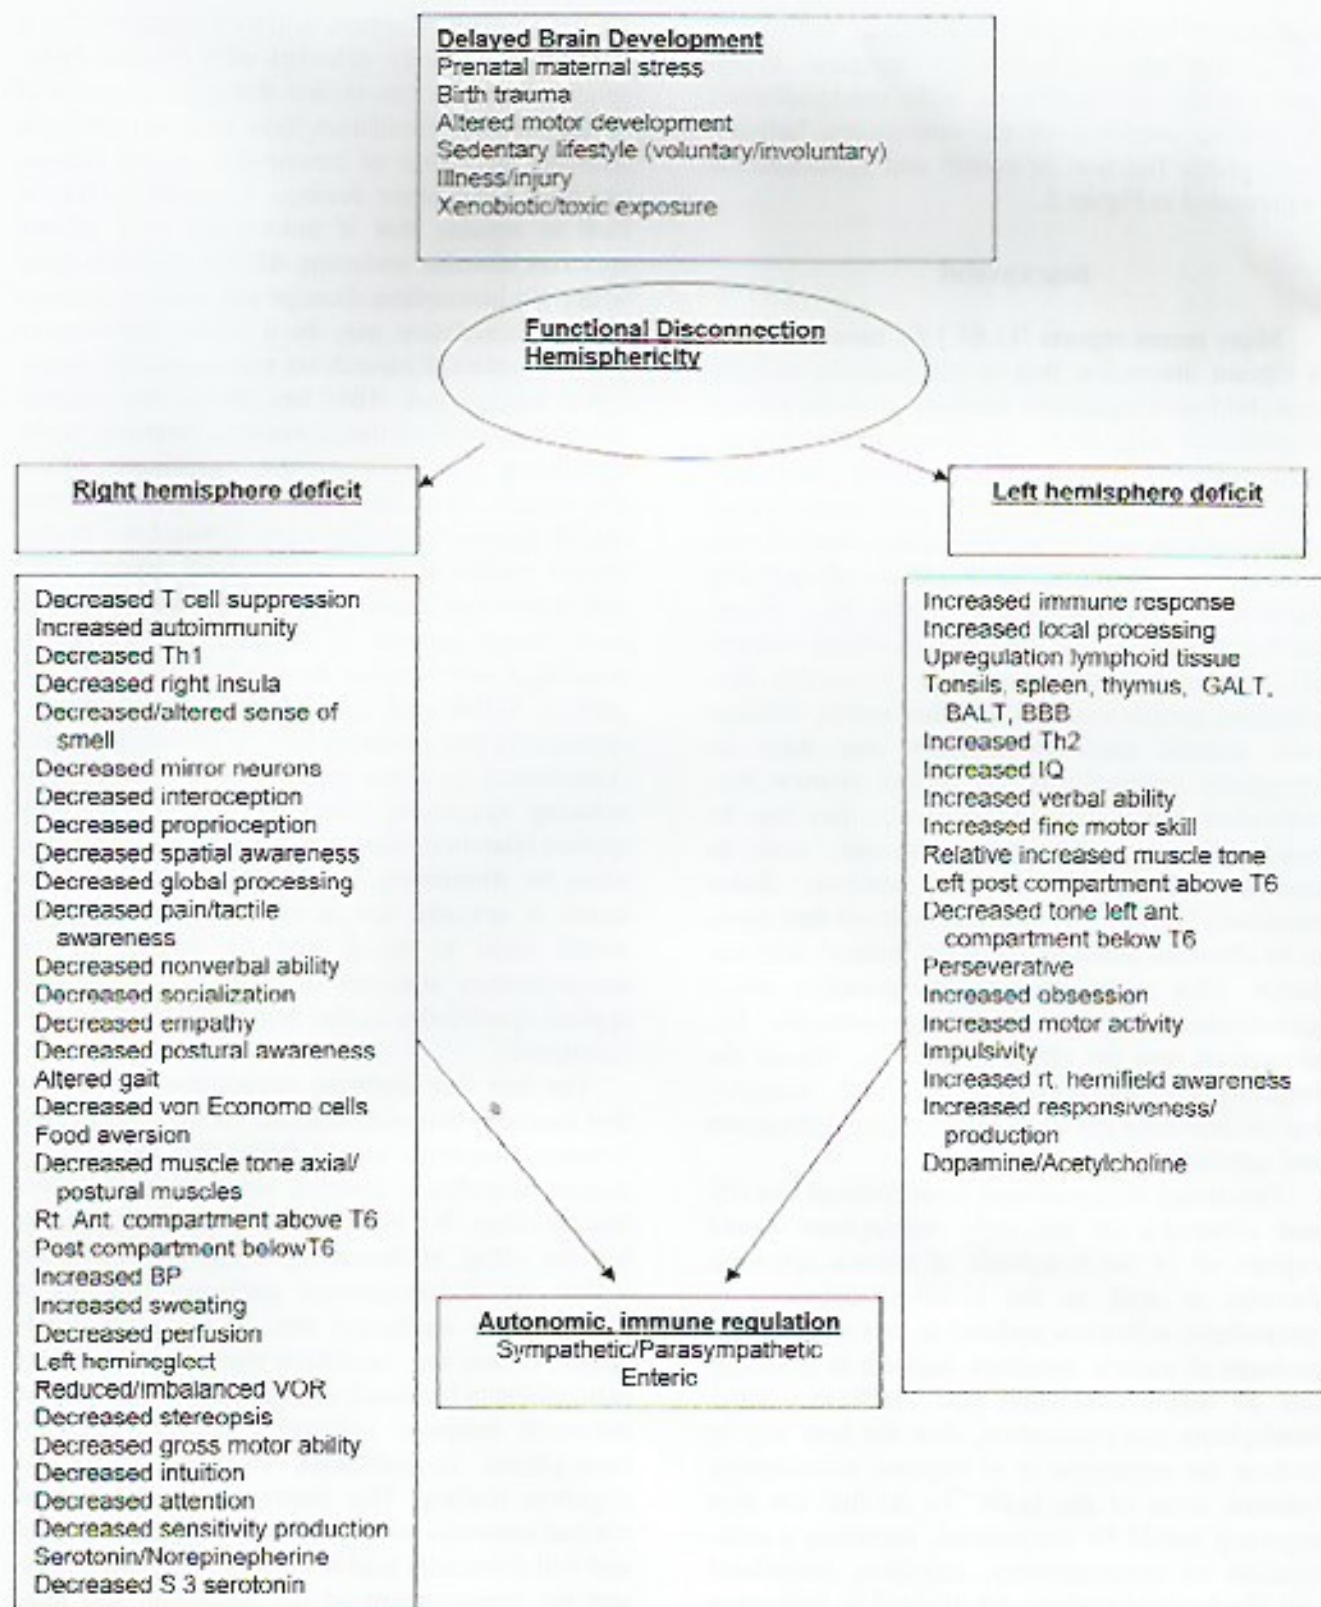 Delayed Brain Development
Prenatal maternal stress
Birth trauma
Altered motor development
Sedentary lifestyle (voluntary/involuntary)
Illness/injury
Xenobiotic/toxic exposure
Functional Disconnection
Hemisphericity
Right hemisphere deficit
Left hemisphere deficit
Decreased T cell suppression
Increased autoimmunity
Decreased Th1
Decreased right insula
Decreased/altered sense of
smell
Decreased mirror neurons
Decreased interoception
Decreased proprioception
Decreased spatial awareness
Decreased global processing
Decreased pain/tactile
awareness
Decreased nonverbal ability
Decreased socialization
Decreased empathy
Decreased postural awareness
Altered gait
Decreased von Economo cells
Food aversion
Decreased muscle tone axial/
postural muscles
Rt. Ant. compartment above T6
Post compartment belowT6
Increased BP
Increased sweating
Decreased perfusion
Left hemineglect
Reduced/imbalanced VOR
Decreased stereopsis
Decreased gross motor ability
Decreased intuition
Decreased attention
Decreased sensitivity production
Serotonin/Norepinepherine
Decreased S 3 serotonin
Increased immune response
Increased local processing
Upregulation lymphoid tissue
Tonsils, spleen, thymus, GALT,
BALT, BBB
Increased Th2
Increased IQ
Increased verbal ability
Increased fine motor skill
Relative increased muscle tone
Left post compartment above T6
Decreased tone left ant.
compartment below T6
Perseverative
Increased obsession
Increased motor activity
Impulsivity
Increased rt. hemifield awareness
Increased responsiveness/
production
Dopamine/Acetylcholine
Autonomic, immune regulation
Sympathetic/Parasympathetic
Enteric